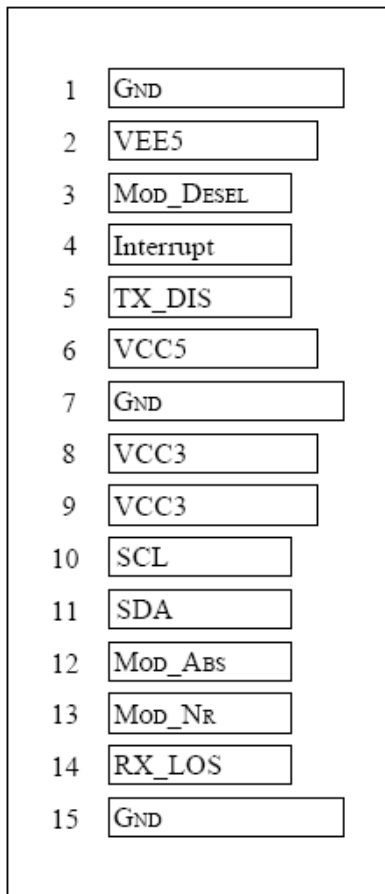 1 GND
2 VEE5
3 MOD_DESEL
4 Interrupt
5 TX_DIS
6 VCC5
7 GND
8 VCC3
9 VCC3
10 SCL
11 SDA
12 MOD_ABS
13 MOD_NR
14 RX_LOS
15 GND